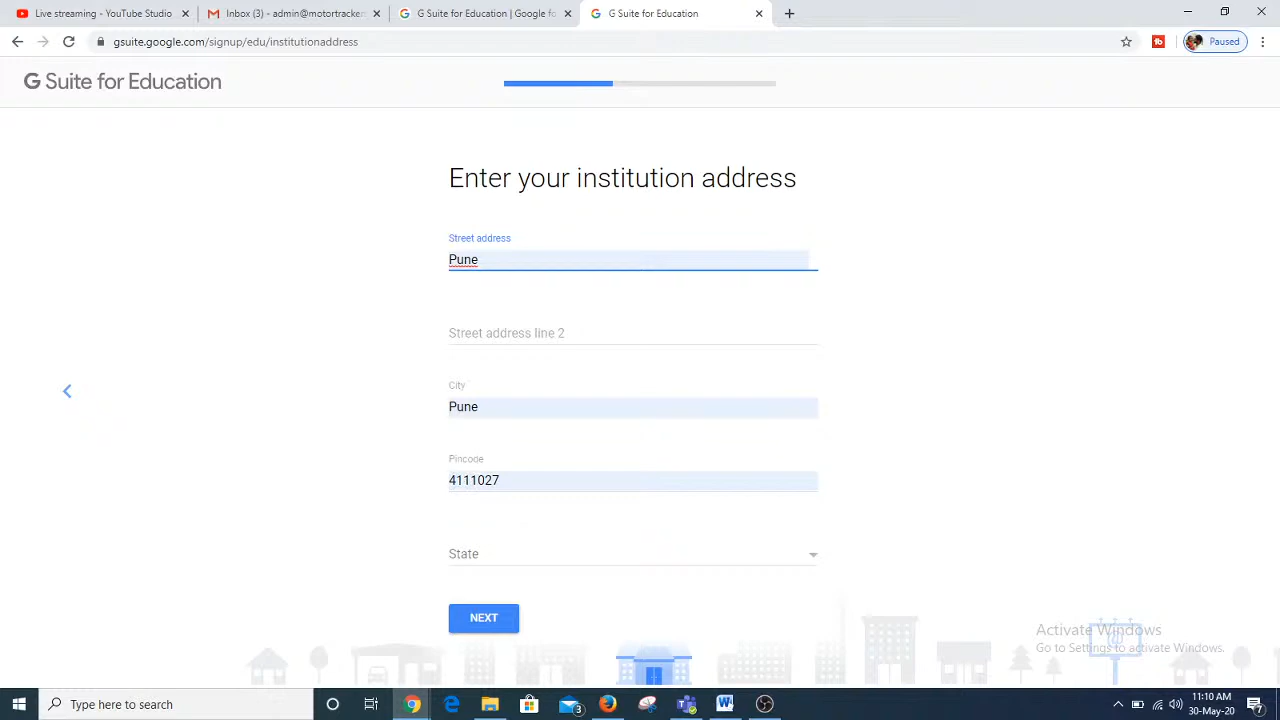 Live streaming - YouTube Studio
Inbox (3) - admin@motortracker
G Suite for Education | Google fo
G Suite for Education
gsuite.google.com/signup/edu/institutionaddress
Paused
G Suite for Education
Enter your institution address
Street address
Pune
Street address line 2
City
Pune
Pincode
4111027
State
NEXT
Activate Windows
Go to Settings to activate Windows.
Type here to search
3
11:10 AM
30-May-20